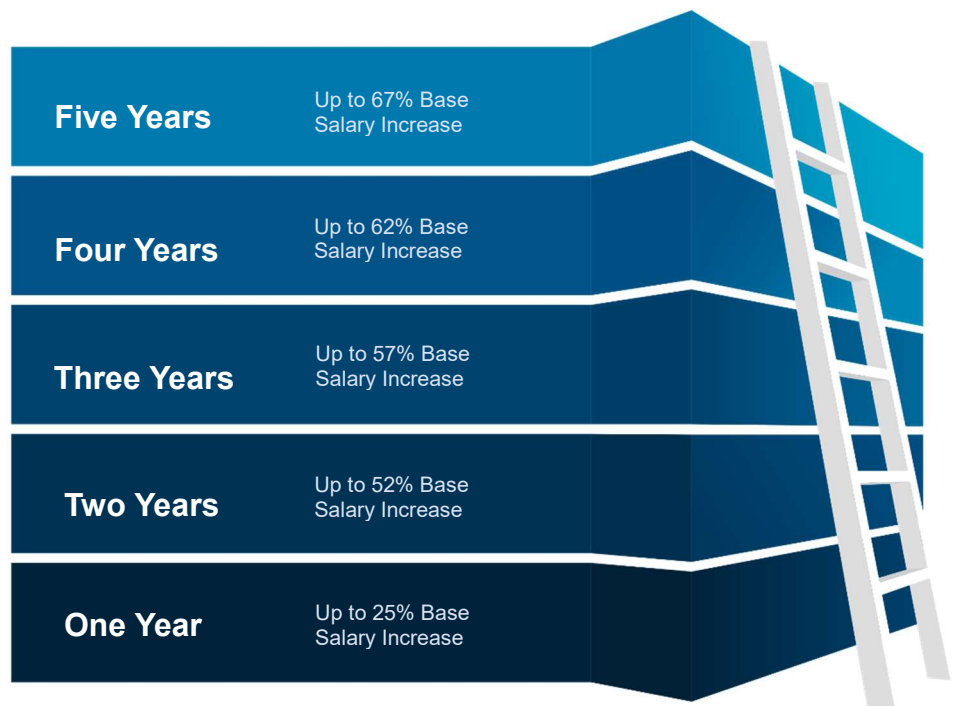 Five Years
Up to 67% Base
Salary Increase
Four Years
Up to 62% Base
Salary Increase
Three Years
Up to 57% Base
Salary Increase
Two Years
Up to 52% Base
Salary Increase
One Year
Up to 25% Base
Salary Increase